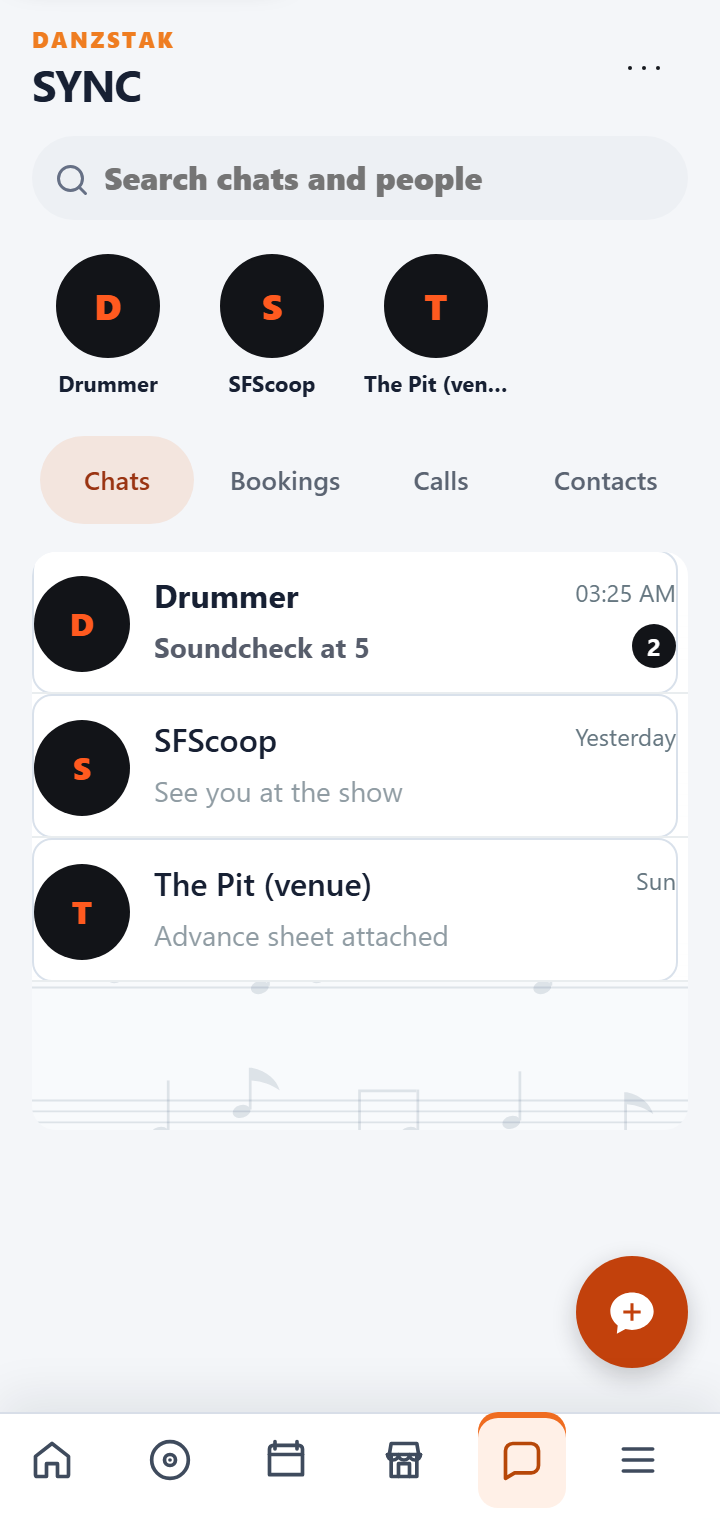 DANZSTAK
SYNC
...
Search chats and people
D
S
T
Drummer
SFScoop
The Pit (ven...
Chats
Bookings
Calls
Contacts
D
Drummer
03:25 AM
Soundcheck at 5
2
S
SFScoop
Yesterday
See you at the show
T
The Pit (venue)
Sun
Advance sheet attached